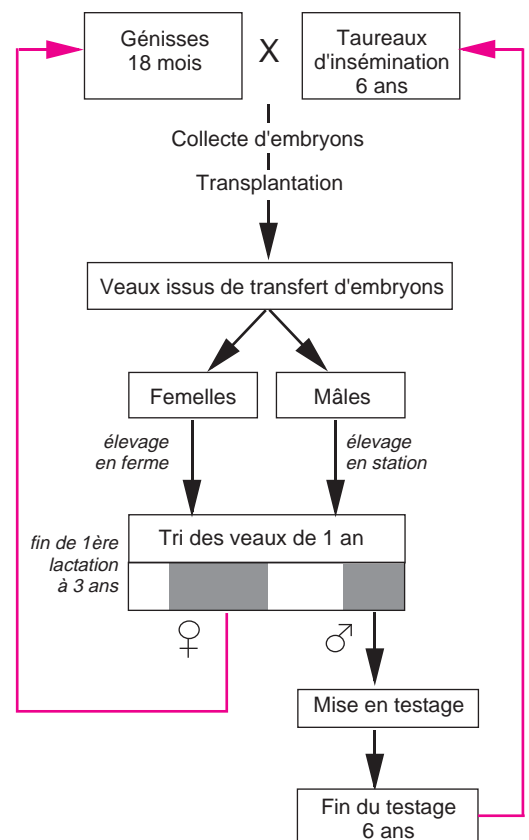 Génisses
18 mois
X
Taureaux
d'insémination
6 ans
Collecte d'embryons
Transplantation
Veaux issus de transfert d'embryons
Femelles
Mâles
élevage
en ferme
élevage
en station
fin de 1ère
lactation
à 3 ans
Tri des veaux de 1 an
♀
♂
Mise en testage
Fin du testage
6 ans